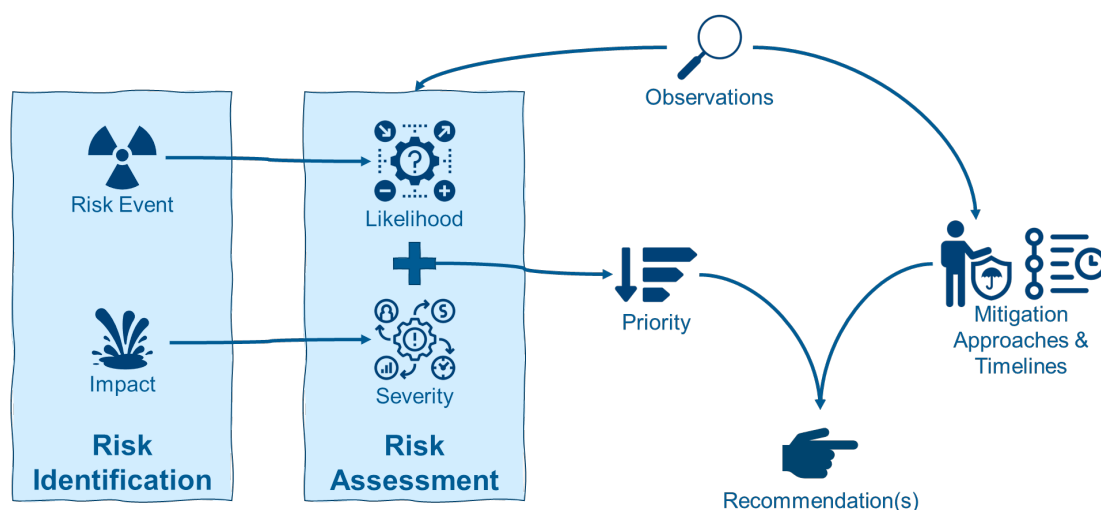 Observations
Risk Event
Likelihood
Priority
Mitigation
Approaches &
Timelines
Impact
Severity
Risk
Identification
Risk
Assessment
Recommendation(s)